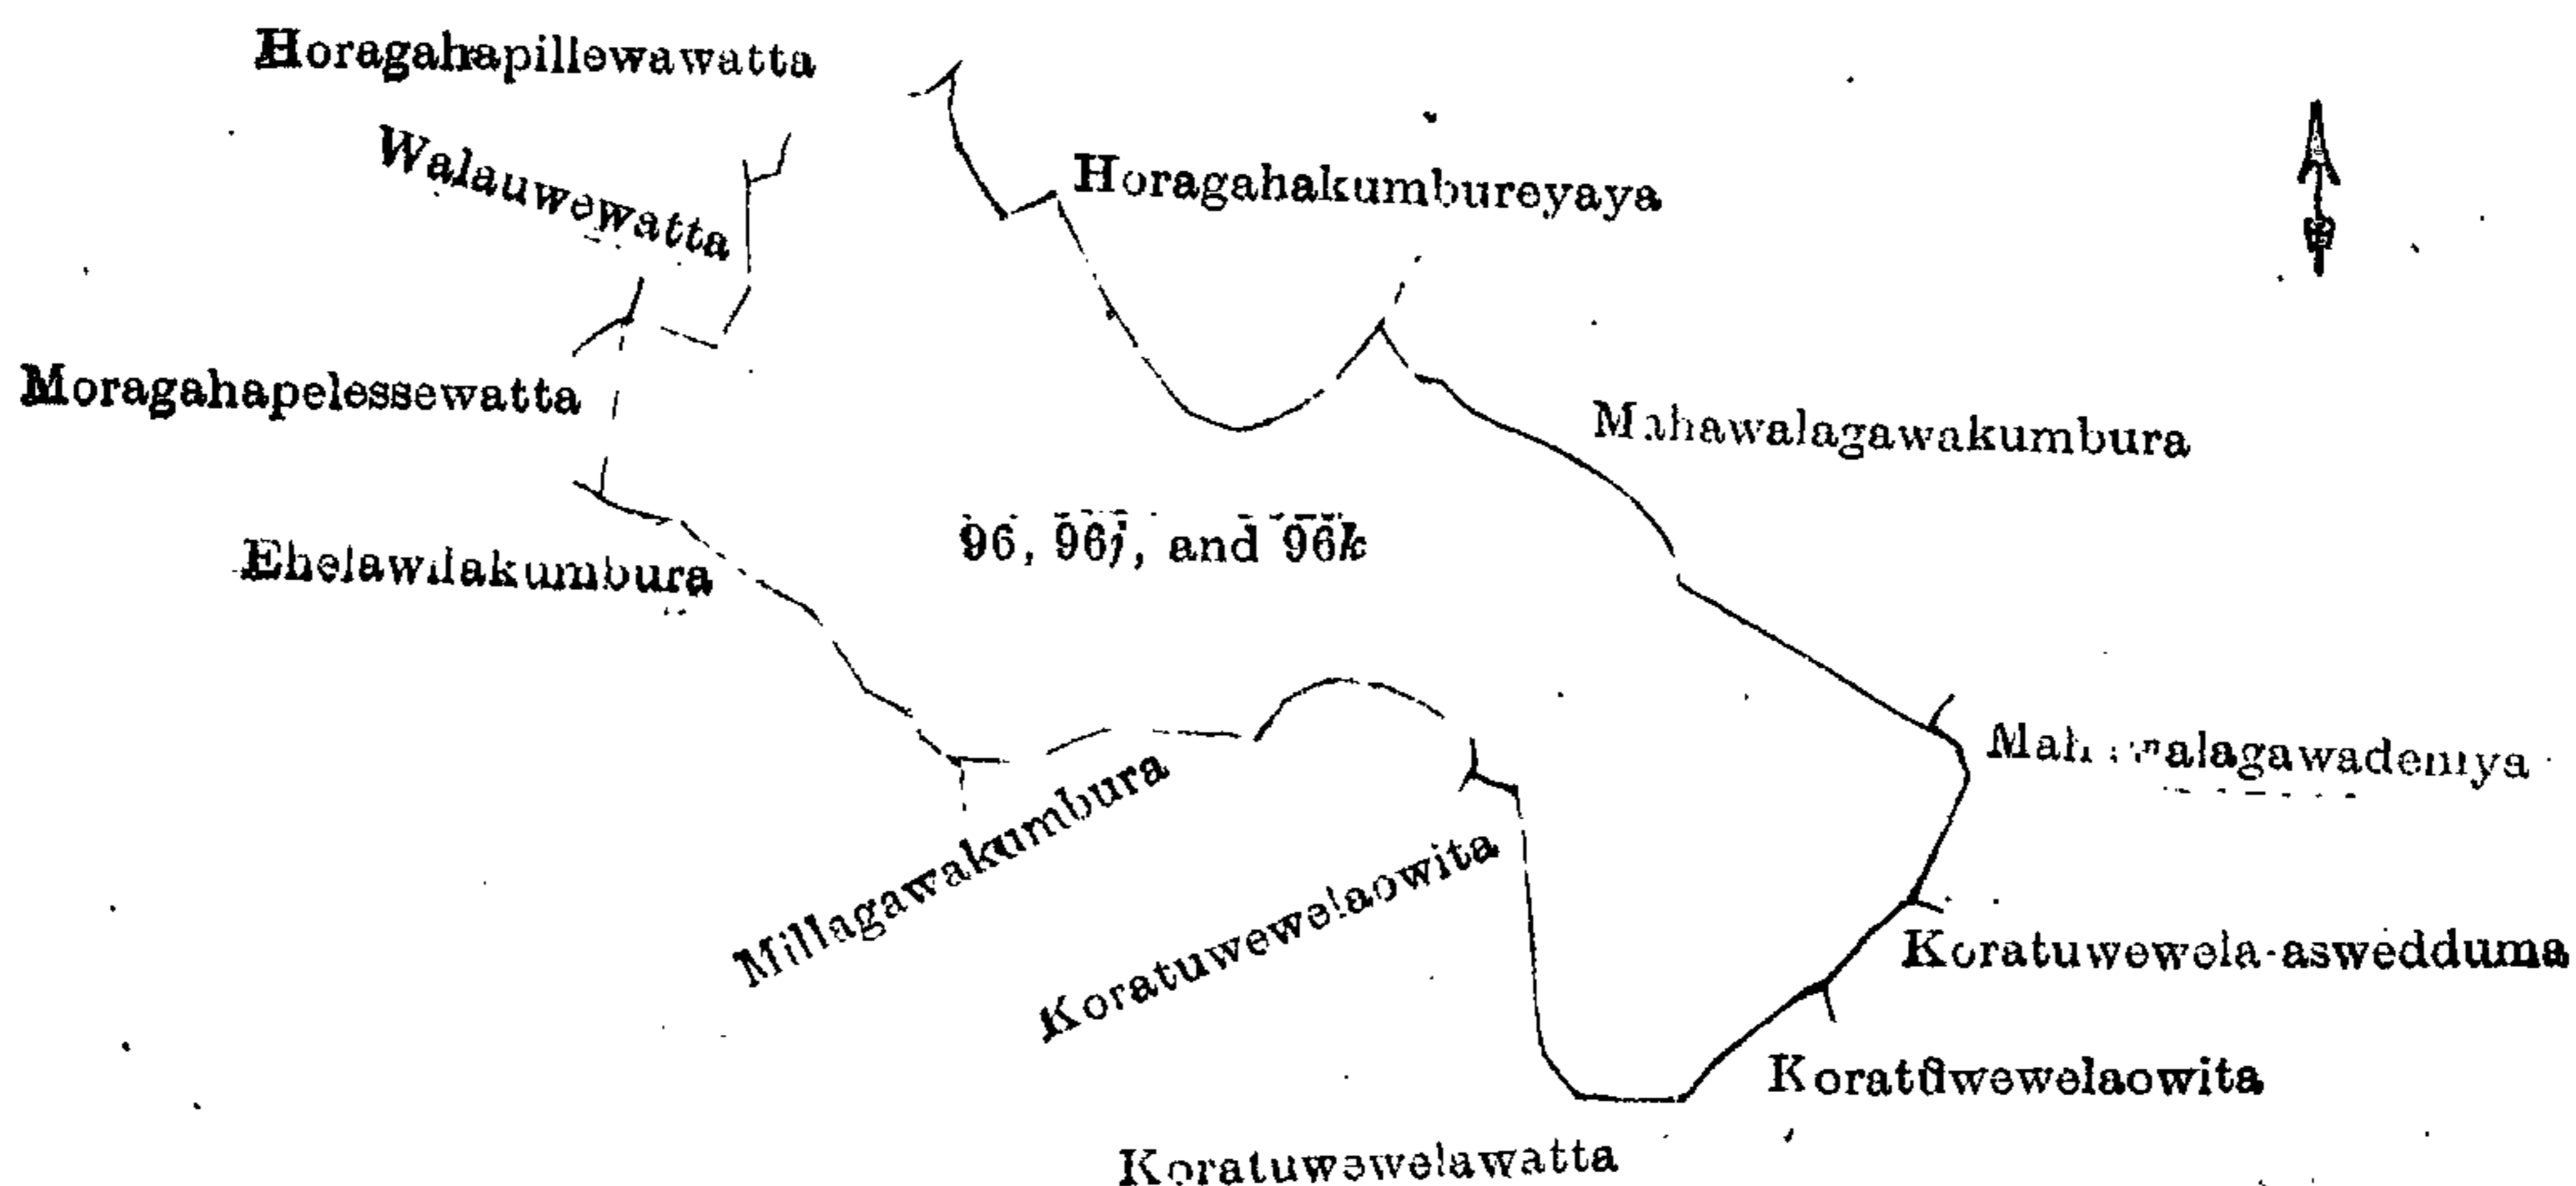 Horagahapillewawatta
Walauwewatta
Horagahakumbureyaya
Moragahapelessewatta
Mahawalagawakumbura
96, 96j, and 96k
Ehelawilakumbura
Millagawakumbura
Koratuwewelaowita
Koratuwewela-aswedduma
Koratuwewelaowita
Koratuwewelawatta